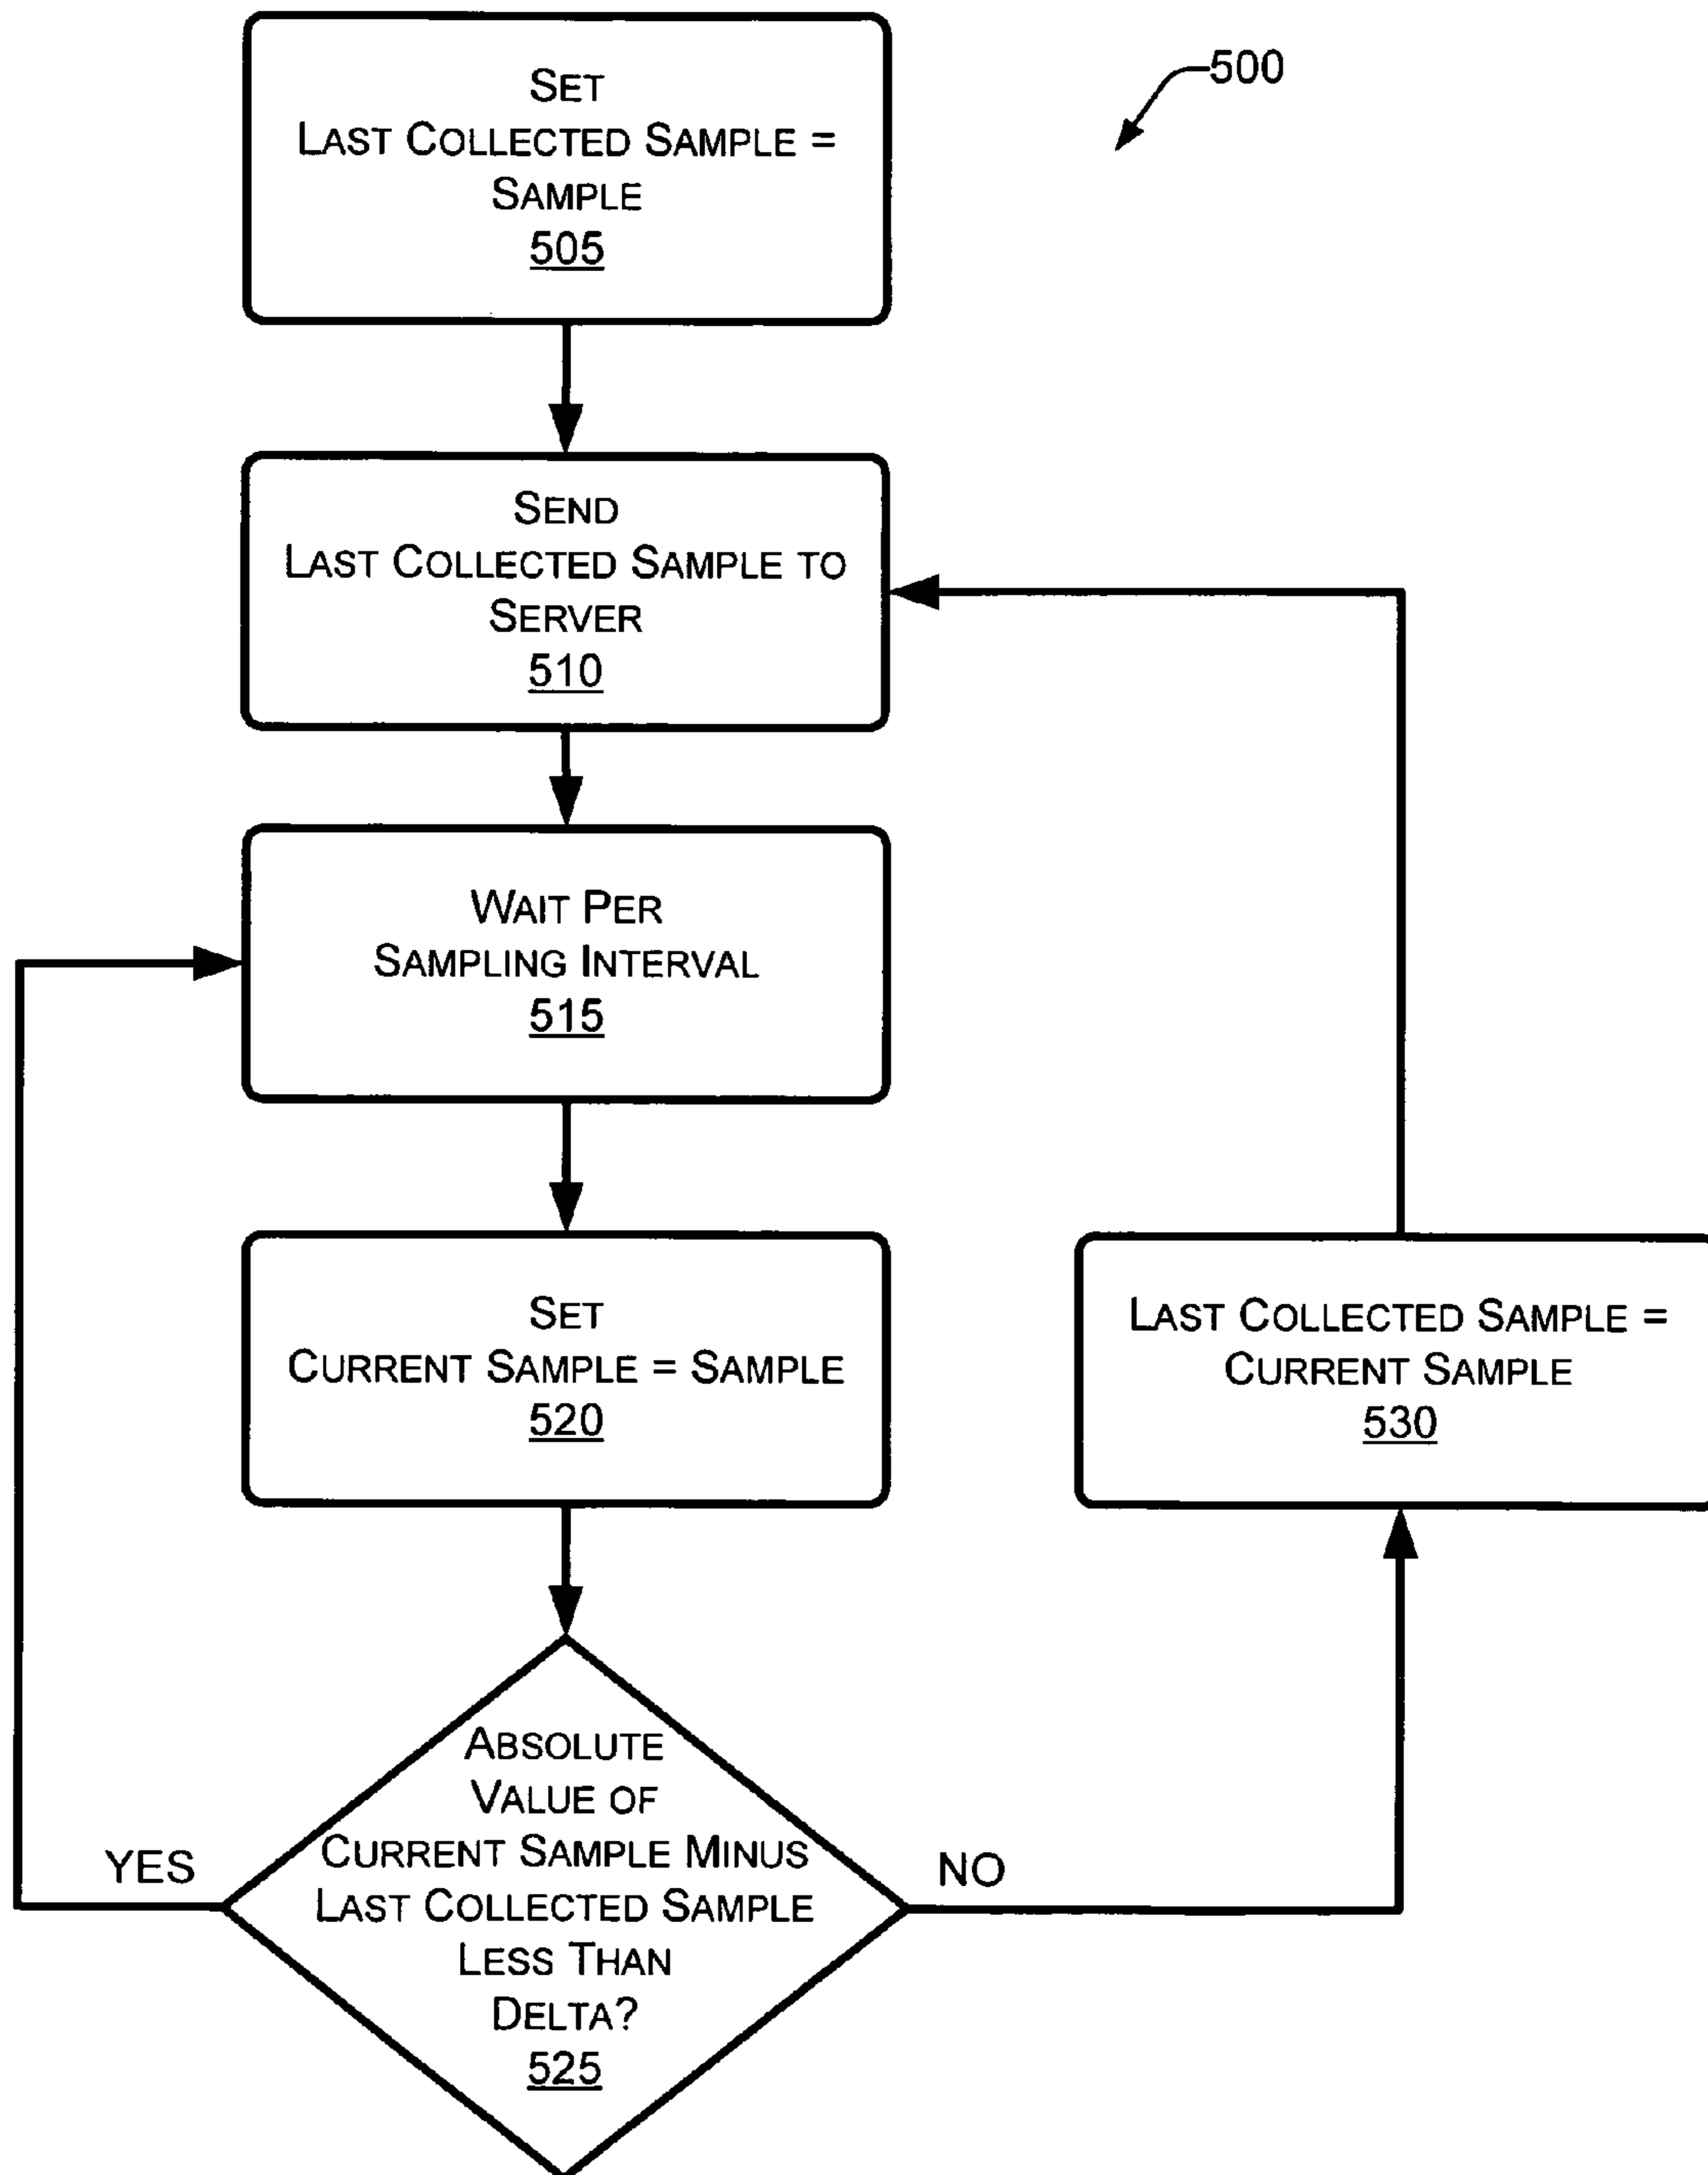 SET
LAST COLLECTED SAMPLE =
SAMPLE
505
500
SEND
LAST COLLECTED SAMPLE TO
SERVER
510
WAIT PER
SAMPLING INTERVAL
515
SET
CURRENT SAMPLE = SAMPLE
520
LAST COLLECTED SAMPLE =
CURRENT SAMPLE
530
ABSOLUTE
VALUE OF
CURRENT SAMPLE MINUS
LAST COLLECTED SAMPLE
LESS THAN
DELTA?
525
YES
NO